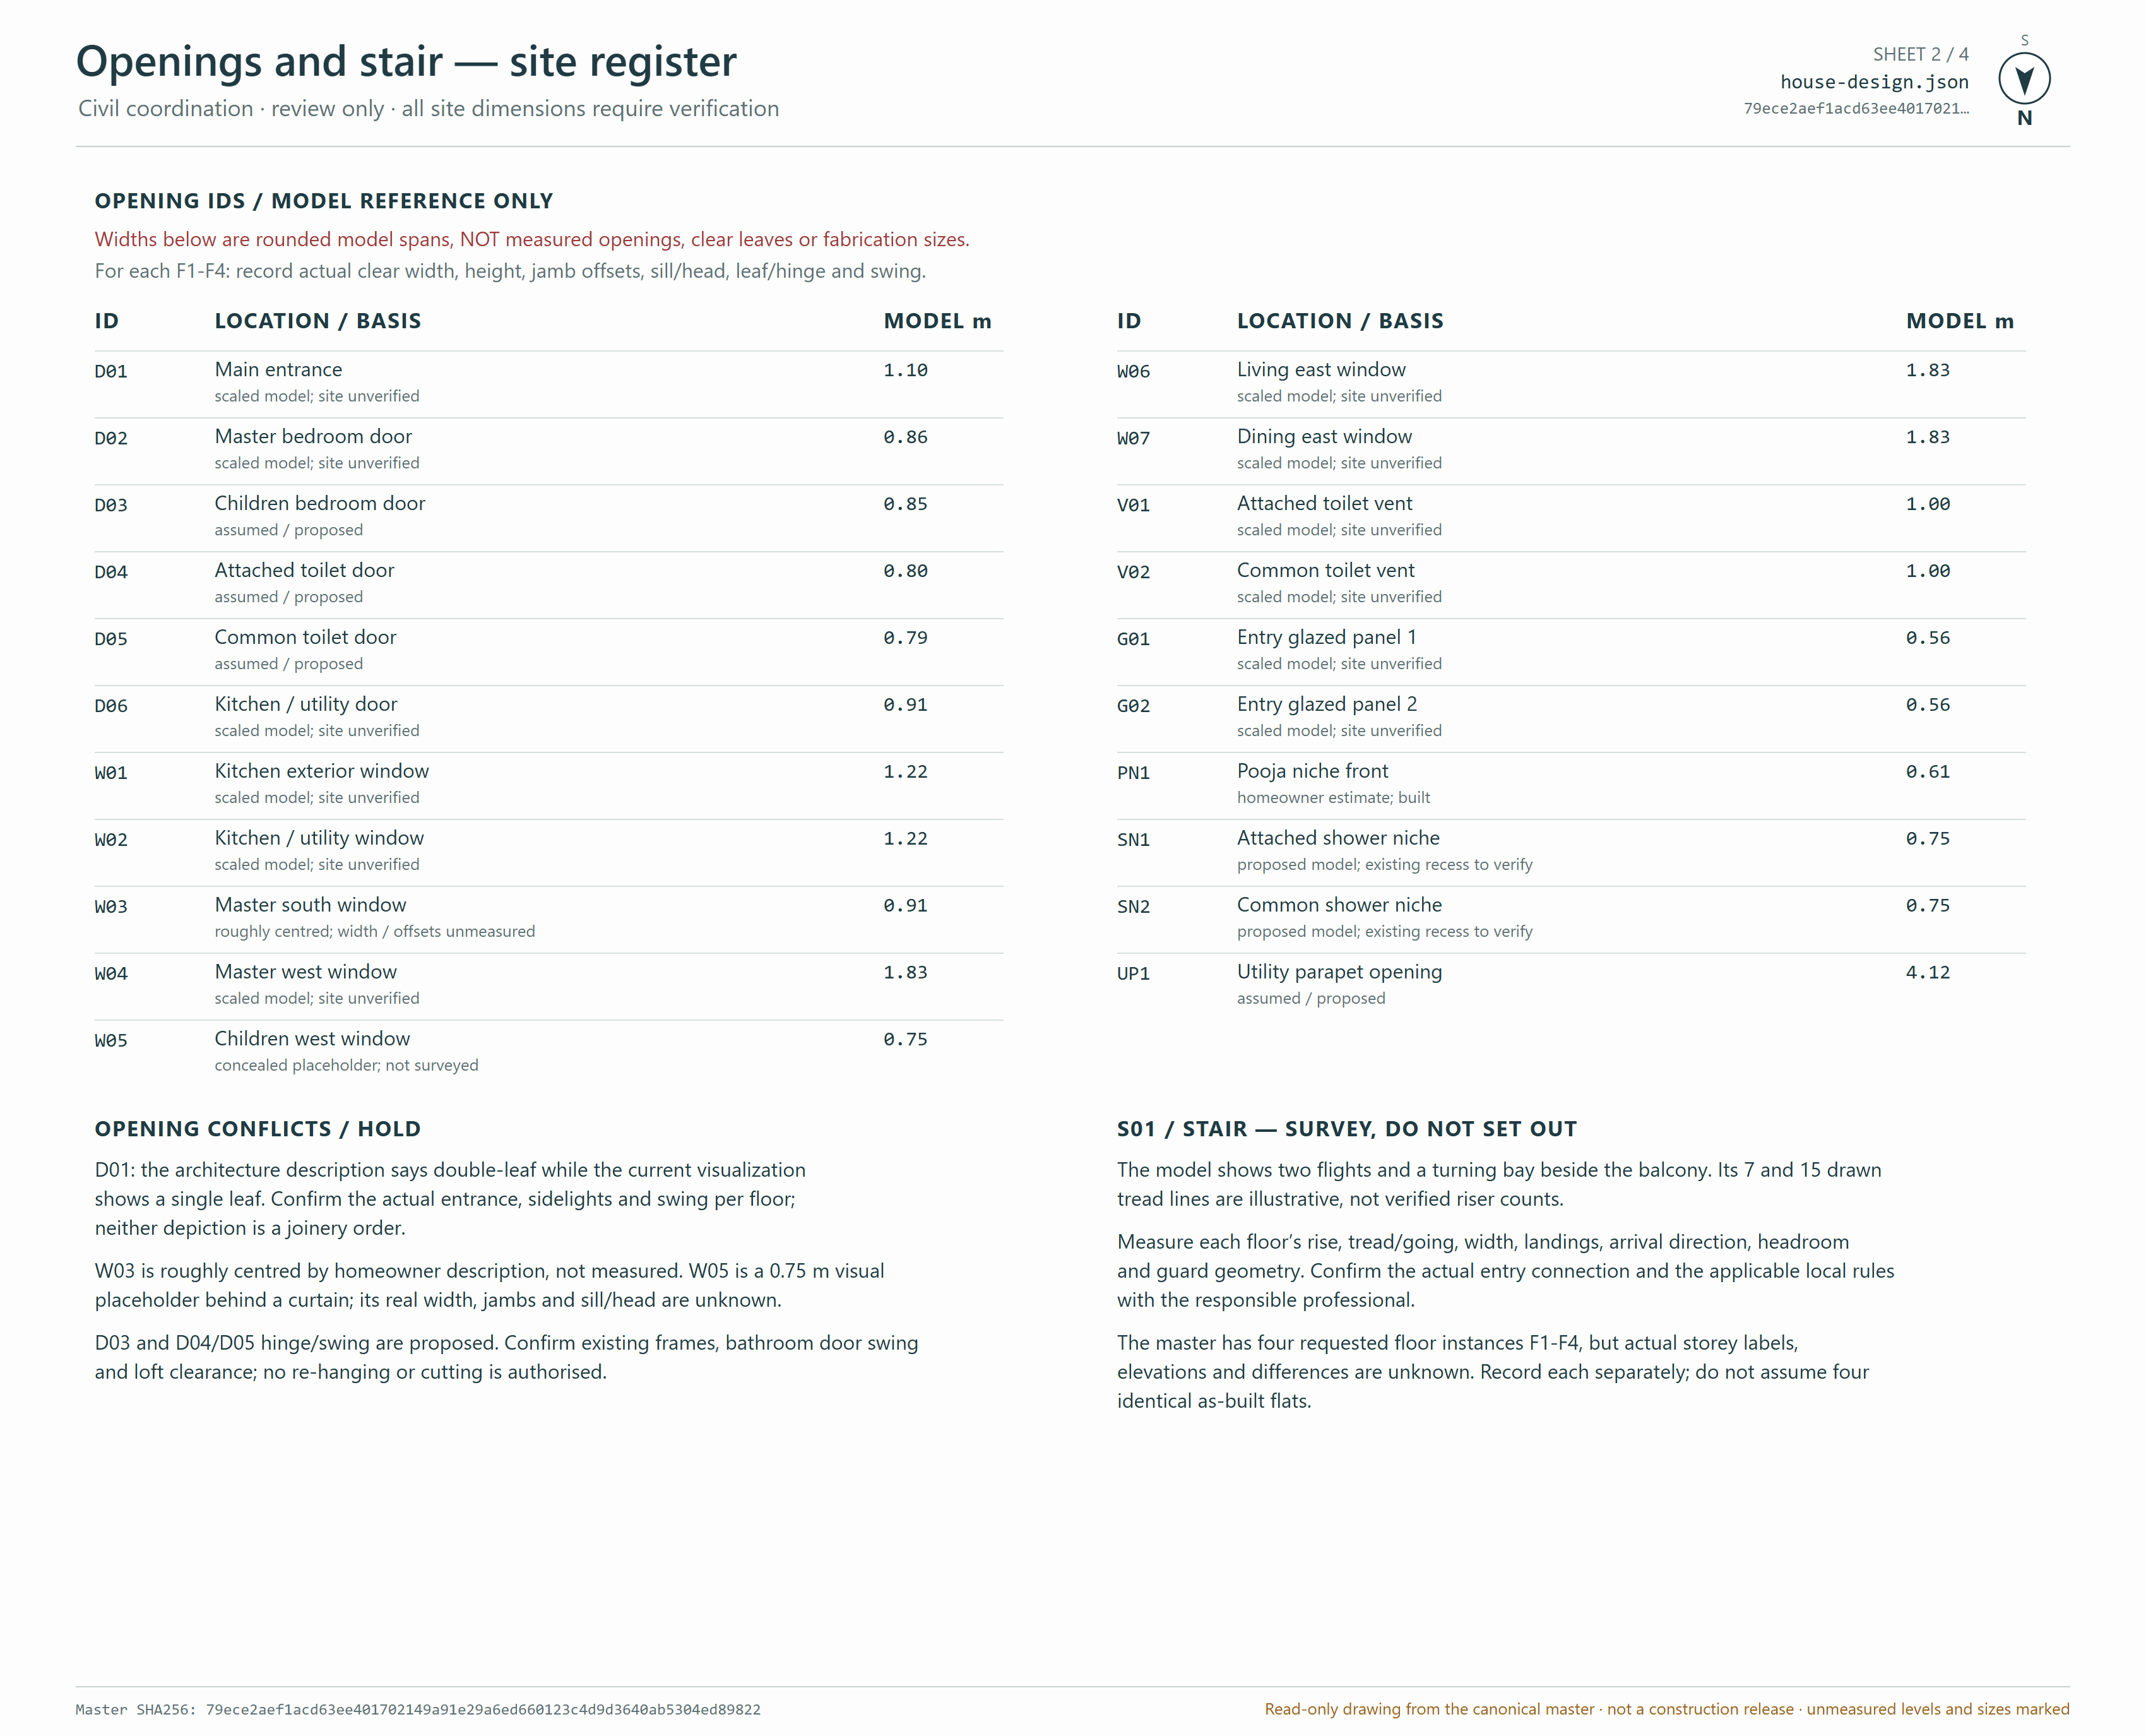 Openings and stair — site register
Civil coordination · review only · all site dimensions require verification
SHEET 2 / 4
house-design.json
79ece2aef1acd63ee4017021…
S
N
OPENING IDS / MODEL REFERENCE ONLY
Widths below are rounded model spans, NOT measured openings, clear leaves or fabrication sizes.
For each F1-F4: record actual clear width, height, jamb offsets, sill/head, leaf/hinge and swing.
ID LOCATION / BASIS MODEL m
D01 Main entrance 1.10
scaled model; site unverified
D02 Master bedroom door 0.86
scaled model; site unverified
D03 Children bedroom door 0.85
assumed / proposed
D04 Attached toilet door 0.80
assumed / proposed
D05 Common toilet door 0.79
assumed / proposed
D06 Kitchen / utility door 0.91
scaled model; site unverified
W01 Kitchen exterior window 1.22
scaled model; site unverified
W02 Kitchen / utility window 1.22
scaled model; site unverified
W03 Master south window 0.91
roughly centred; width / offsets unmeasured
W04 Master west window 1.83
scaled model; site unverified
W05 Children west window 0.75
concealed placeholder; not surveyed
ID LOCATION / BASIS MODEL m
W06 Living east window 1.83
scaled model; site unverified
W07 Dining east window 1.83
scaled model; site unverified
V01 Attached toilet vent 1.00
scaled model; site unverified
V02 Common toilet vent 1.00
scaled model; site unverified
G01 Entry glazed panel 1 0.56
scaled model; site unverified
G02 Entry glazed panel 2 0.56
scaled model; site unverified
PN1 Pooja niche front 0.61
homeowner estimate; built
SN1 Attached shower niche 0.75
proposed model; existing recess to verify
SN2 Common shower niche 0.75
proposed model; existing recess to verify
UP1 Utility parapet opening 4.12
assumed / proposed
OPENING CONFLICTS / HOLD
D01: the architecture description says double-leaf while the current visualization
shows a single leaf. Confirm the actual entrance, sidelights and swing per floor;
neither depiction is a joinery order.
W03 is roughly centred by homeowner description, not measured. W05 is a 0.75 m visual
placeholder behind a curtain; its real width, jambs and sill/head are unknown.
D03 and D04/D05 hinge/swing are proposed. Confirm existing frames, bathroom door swing
and loft clearance; no re-hanging or cutting is authorised.
S01 / STAIR — SURVEY, DO NOT SET OUT
The model shows two flights and a turning bay beside the balcony. Its 7 and 15 drawn
tread lines are illustrative, not verified riser counts.
Measure each floor’s rise, tread/going, width, landings, arrival direction, headroom
and guard geometry. Confirm the actual entry connection and the applicable local rules
with the responsible professional.
The master has four requested floor instances F1-F4, but actual storey labels,
elevations and differences are unknown. Record each separately; do not assume four
identical as-built flats.
Master SHA256: 79ece2aef1acd63ee401702149a91e29a6ed660123c4d9d3640ab5304ed89822
Read-only drawing from the canonical master · not a construction release · unmeasured levels and sizes marked